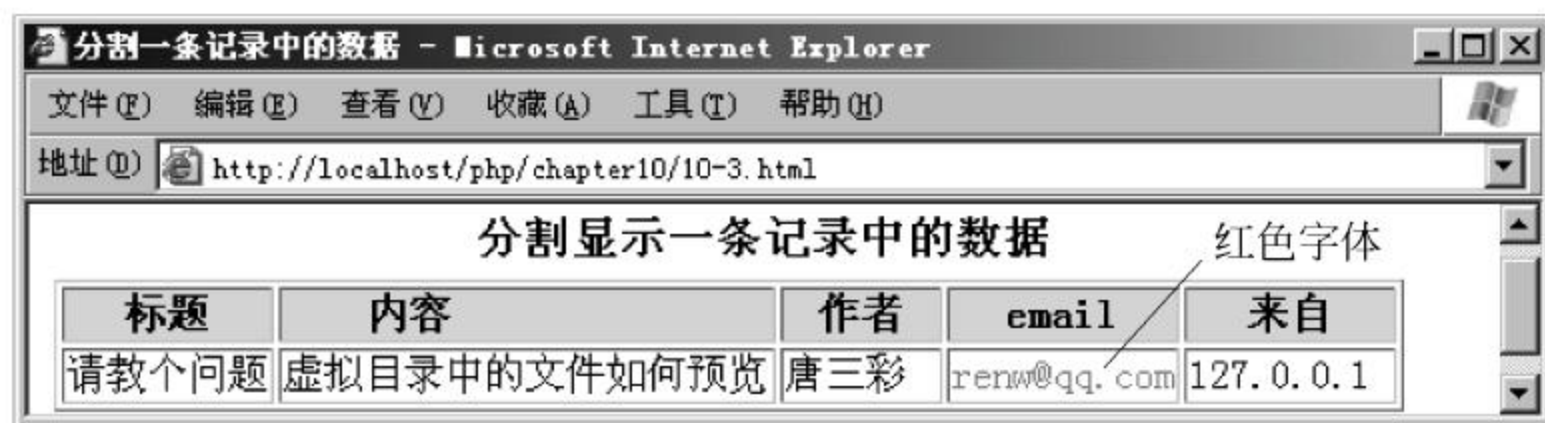 分割一条记录中的数据 - Microsoft Internet Explorer
文件(F) 编辑(E) 查看(V) 收藏(A) 工具(T) 帮助(H)
地址(D) http://localhost/php/chapter10/10-3.html
分割显示一条记录中的数据
红色字体
标题 内容 作者 email 来自
请教个问题 虚拟目录中的文件如何预览 唐三彩 renw@qq.com 127.0.0.1